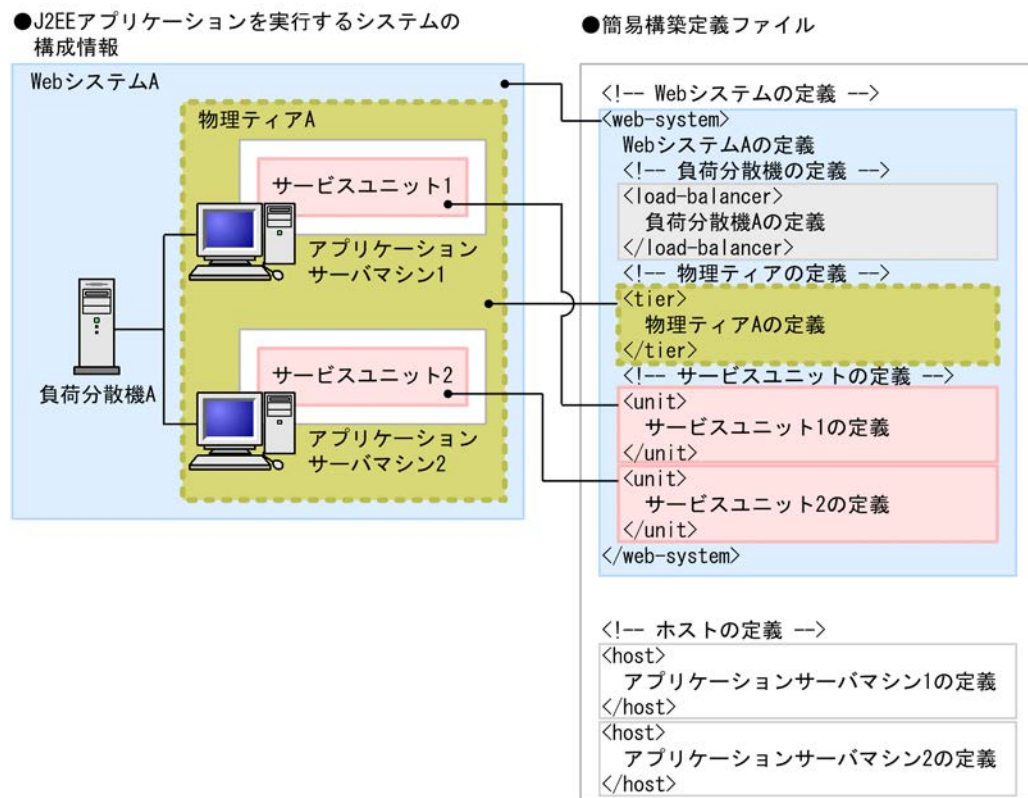 ●J2EEアプリケーションを実行するシステムの
構成情報
WebシステムA
物理ティアA
サービスユニット1
アプリケーション
サーバマシン1
負荷分散機A
サービスユニット2
アプリケーション
サーバマシン2
●簡易構築定義ファイル
<!-- Webシステムの定義 -->
<web-system>
WebシステムAの定義
<!-- 負荷分散機の定義 -->
<load-balancer>
負荷分散機Aの定義
</load-balancer>
<!-- 物理ティアの定義 -->
<tier>
物理ティアAの定義
</tier>
<!-- サービスユニットの定義 -->
<unit>
サービスユニット1の定義
</unit>
<unit>
サービスユニット2の定義
</unit>
</web-system>
<!-- ホストの定義 -->
<host>
アプリケーションサーバマシン1の定義
</host>
<host>
アプリケーションサーバマシン2の定義
</host>